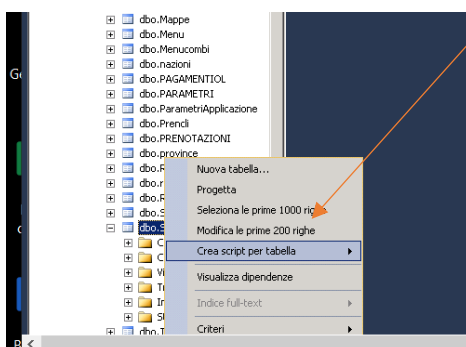 dbo.Mappe
dbo.Menu
dbo.Menucombi
dbo.nazioni
dbo.PAGAMENTIOL
dbo.PARAMETRI
dbo.ParametriApplicazione
dbo.Prendi
dbo.PRENOTAZIONI
dbo.province
Nuova tabella...
Progetta
Seleziona le prime 1000 righe
Modifica le prime 200 righe
Crea script per tabella
Visualizza dipendenze
Indice full-text
Criteri